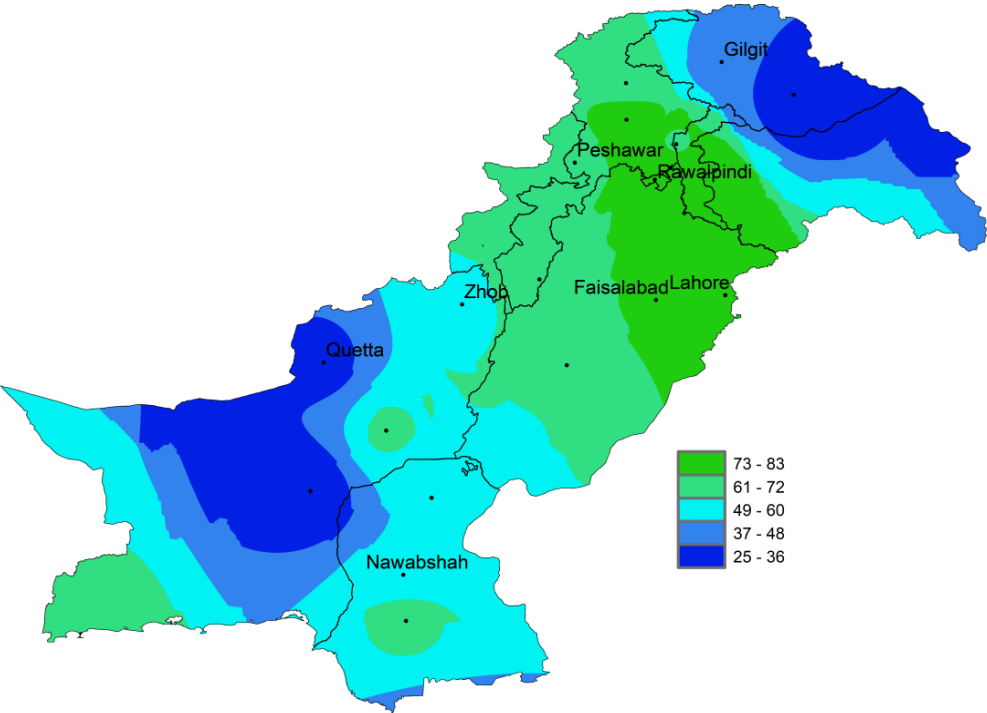 Gilgit
Peshawar
Rawalpindi
Zhob
Faisalabad
Lahore
Quetta
Nawabshah
73 - 83
61 - 72
49 - 60
37 - 48
25 - 36